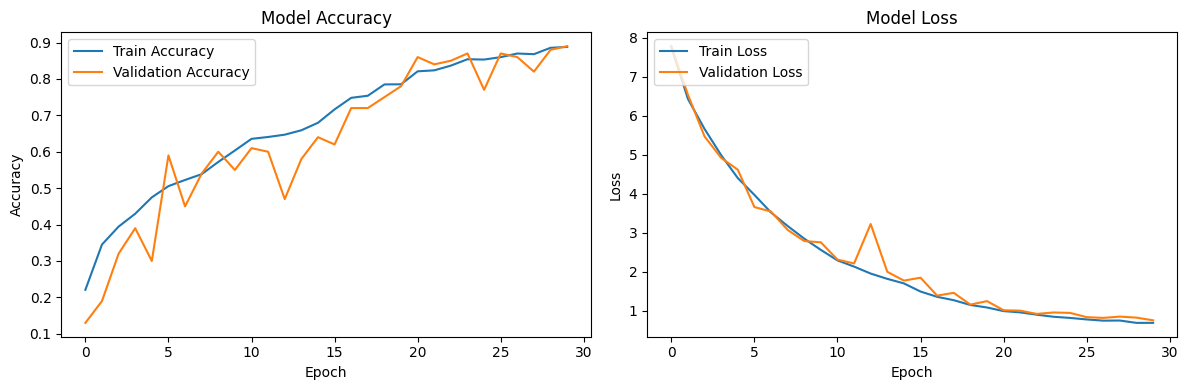 Model Accuracy
Train Accuracy
Validation Accuracy
Accuracy
0.9
0.8
0.7
0.6
0.5
0.4
0.3
0.2
0.1
0 5 10 15 20 25 30
Epoch
Model Loss
Train Loss
Validation Loss
Loss
8
7
6
5
4
3
2
1
0 5 10 15 20 25 30
Epoch